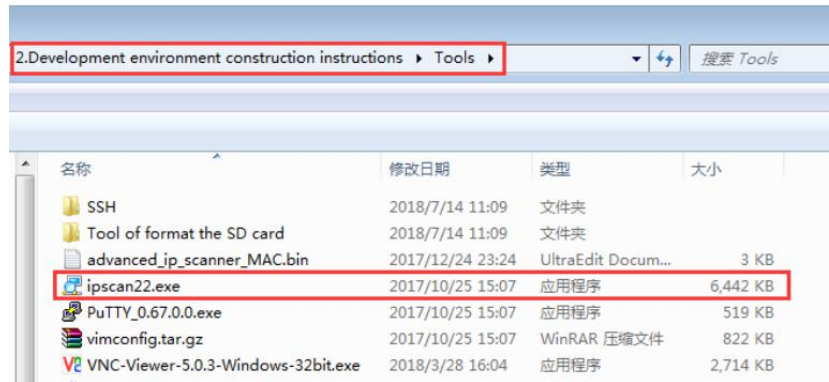 2.Development environment construction instructions ▸ Tools ▸ 搜索 Tools
名称 修改日期 类型 大小
SSH 2018/7/14 11:09 文件夹
Tool of format the SD card 2018/7/14 11:09 文件夹
advanced_ip_scanner_MAC.bin 2017/12/24 23:24 UltraEdit Docum... 3 KB
ipscan22.exe 2017/10/25 15:07 应用程序 6,442 KB
PuTTY_0.67.0.0.exe 2017/10/25 15:07 应用程序 519 KB
vimconfig.tar.gz 2017/10/25 15:07 WinRAR 压缩文件 822 KB
VNC-Viewer-5.0.3-Windows-32bit.exe 2018/3/28 16:04 应用程序 2,714 KB